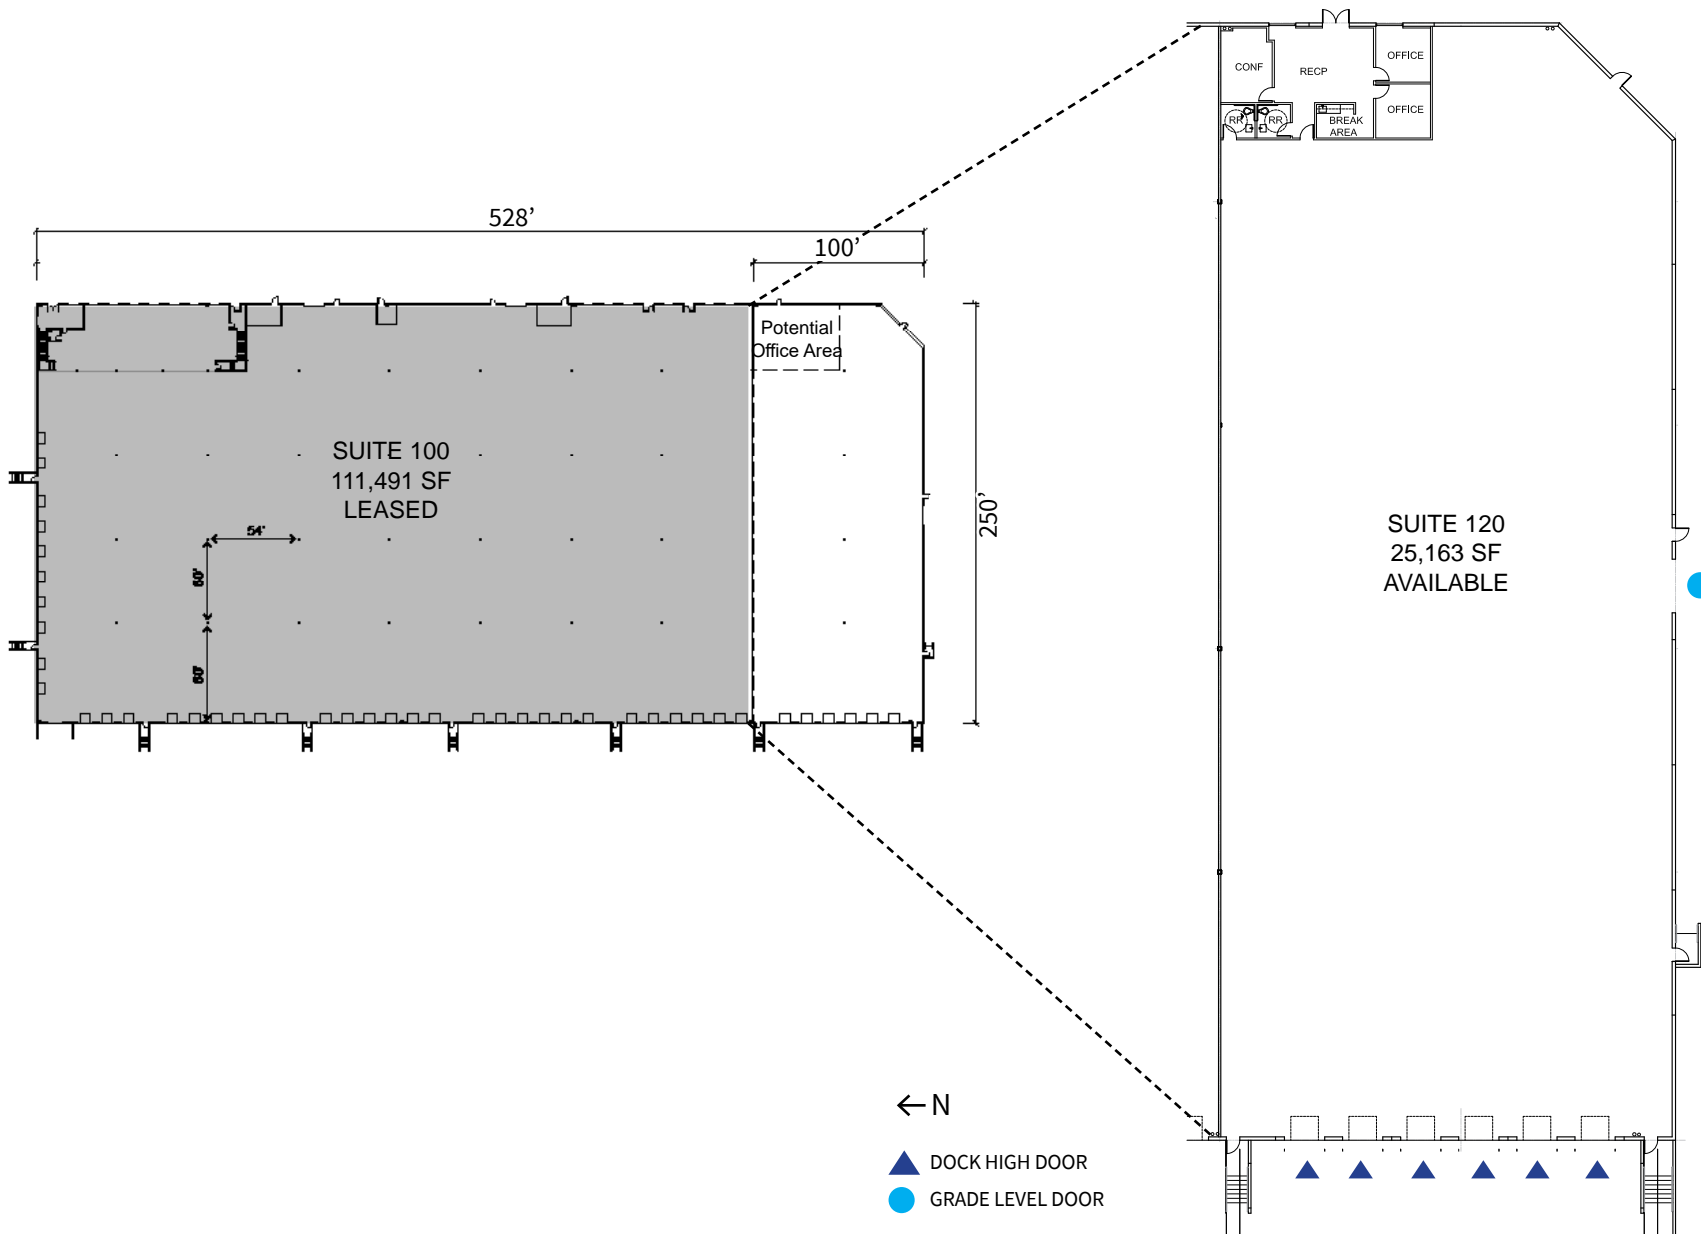 528’
100’
Potential
Office Area
SUITE 100
111,491 SF
LEASED
54'
60'
60'
250’
CONF
RECP
OFFICE
OFFICE
RR
RR
BREAK
AREA
SUITE 120
25,163 SF
AVAILABLE
N
DOCK HIGH DOOR
GRADE LEVEL DOOR